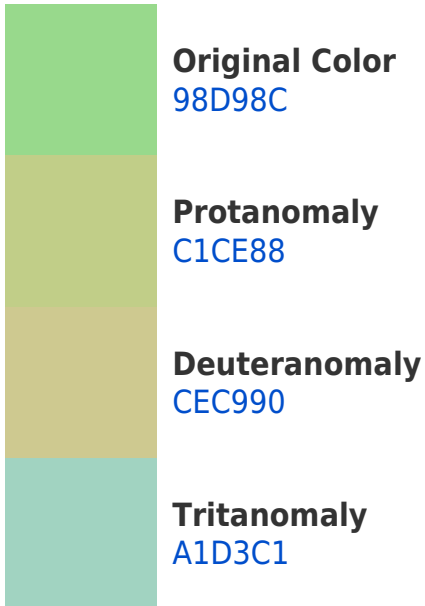 Original Color
98D98C
Protanomaly
C1CE88
Deuteranomaly
CEC990
Tritanomaly
A1D3C1